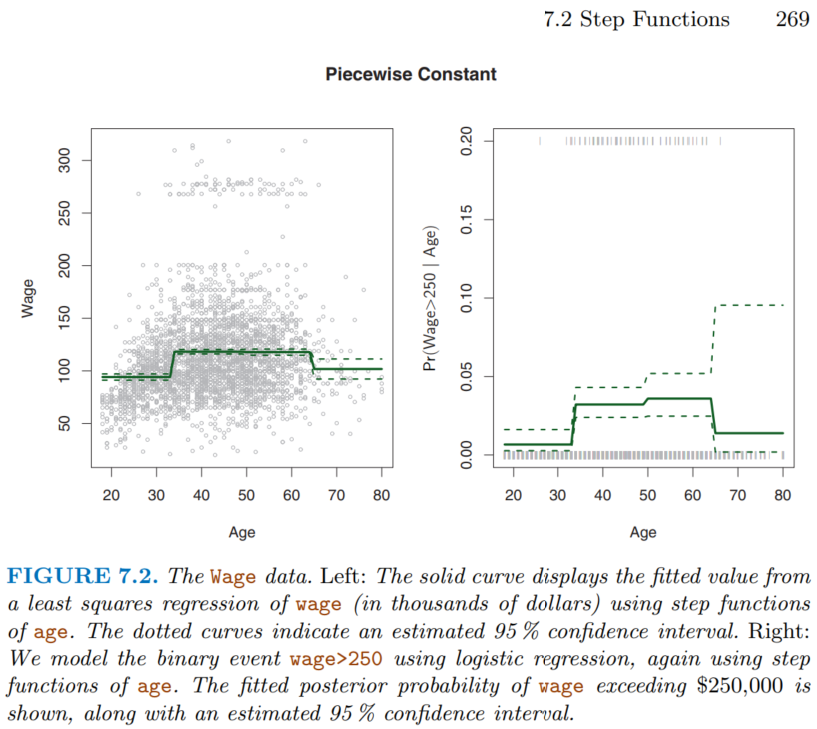 7.2 Step Functions 269
Piecewise Constant
300
250
200
150
100
50
Wage
20 30 40 50 60 70 80
Age
0.20
0.15
0.10
0.05
0.00
Pr(Wage>250 | Age)
20 30 40 50 60 70 80
Age
FIGURE 7.2. The Wage data. Left: The solid curve displays the fitted value from
a least squares regression of wage (in thousands of dollars) using step functions
of age. The dotted curves indicate an estimated 95 % confidence interval. Right:
We model the binary event wage>250 using logistic regression, again using step
functions of age. The fitted posterior probability of wage exceeding $250,000 is
shown, along with an estimated 95 % confidence interval.